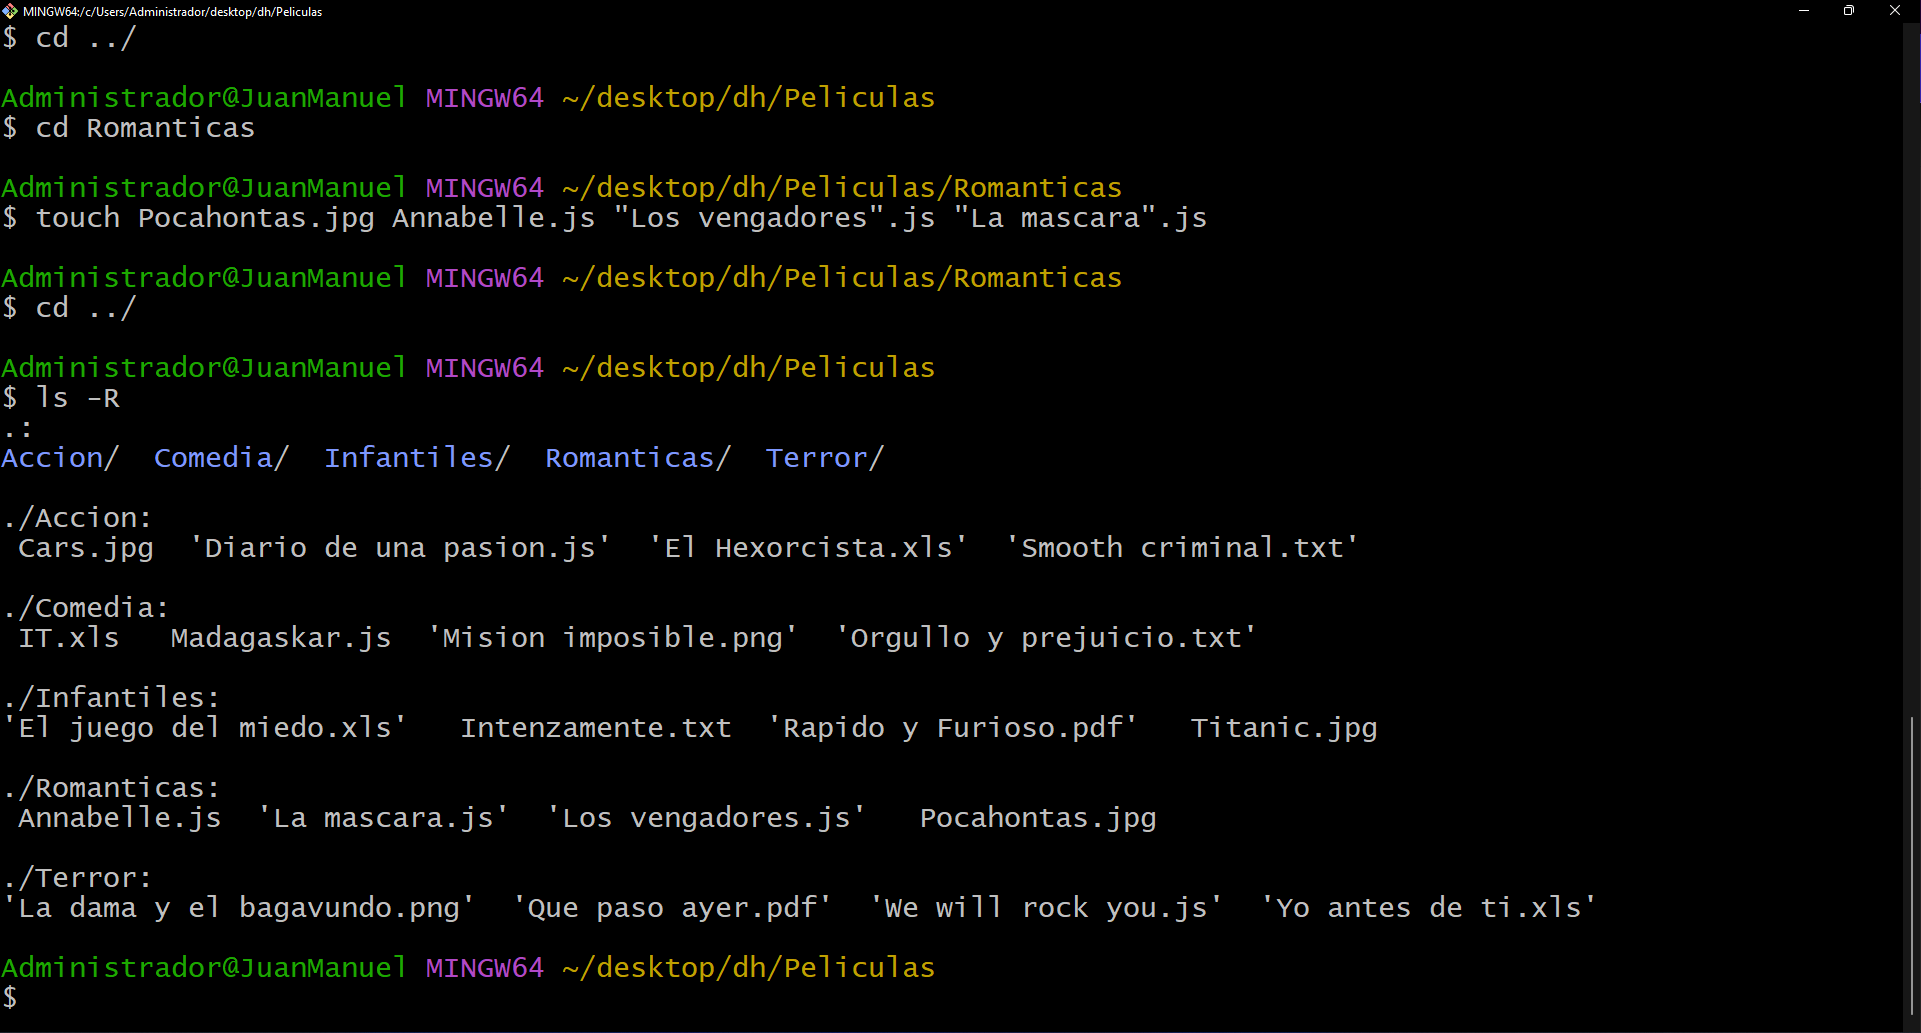 MINGW64:/c/Users/Administrador/desktop/dh/Peliculas
$ cd ../
Administrador@JuanManuel MINGW64 ~/desktop/dh/Peliculas
$ cd Romanticas
Administrador@JuanManuel MINGW64 ~/desktop/dh/Peliculas/Romanticas
$ touch Pocahontas.jpg Annabelle.js "Los vengadores".js "La mascara".js
Administrador@JuanManuel MINGW64 ~/desktop/dh/Peliculas/Romanticas
$ cd ../
Administrador@JuanManuel MINGW64 ~/desktop/dh/Peliculas
$ ls -R
.:
Accion/  Comedia/  Infantiles/  Romanticas/  Terror/
./Accion:
 Cars.jpg  'Diario de una pasion.js'  'El Hexorcista.xls'  'Smooth criminal.txt'
./Comedia:
 IT.xls   Madagaskar.js  'Mision imposible.png'  'Orgullo y prejuicio.txt'
./Infantiles:
'El juego del miedo.xls'   Intenzamente.txt  'Rapido y Furioso.pdf'   Titanic.jpg
./Romanticas:
 Annabelle.js  'La mascara.js'  'Los vengadores.js'   Pocahontas.jpg
./Terror:
'La dama y el bagavundo.png'  'Que paso ayer.pdf'  'We will rock you.js'  'Yo antes de ti.xls'
Administrador@JuanManuel MINGW64 ~/desktop/dh/Peliculas
$